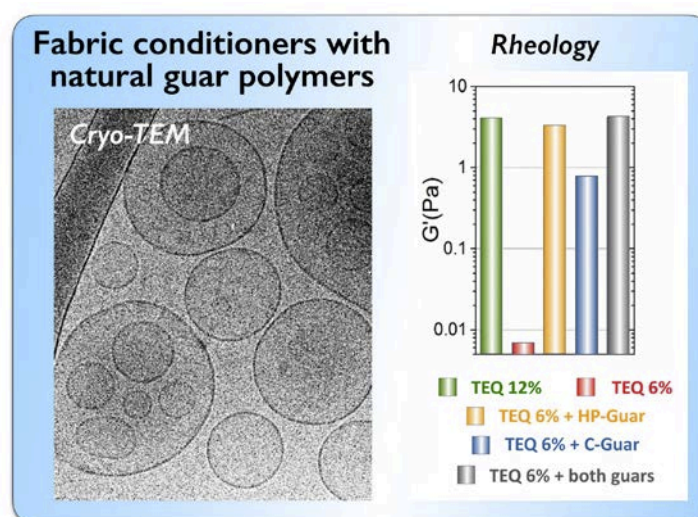 Fabric conditioners with
natural guar polymers
Cryo-TEM
Rheology
10
1
0.1
0.01
G'(Pa)
TEQ 12% TEQ 6%
TEQ 6% + HP-Guar
TEQ 6% + C-Guar
TEQ 6% + both guars